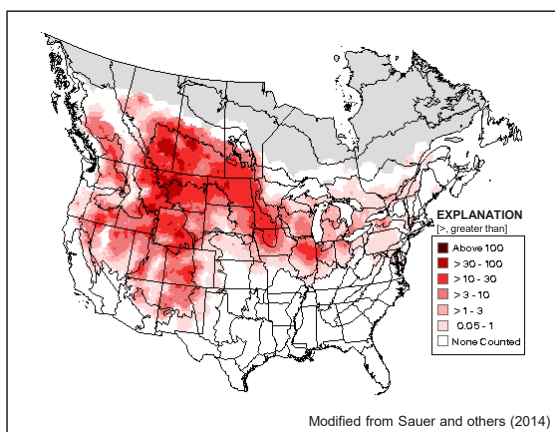 EXPLANATION
[>, greater than]
Above 100
>30 - 100
>10 - 30
>3 - 10
>1 - 3
0.05 - 1
None Counted
Modified from Sauer and others (2014)